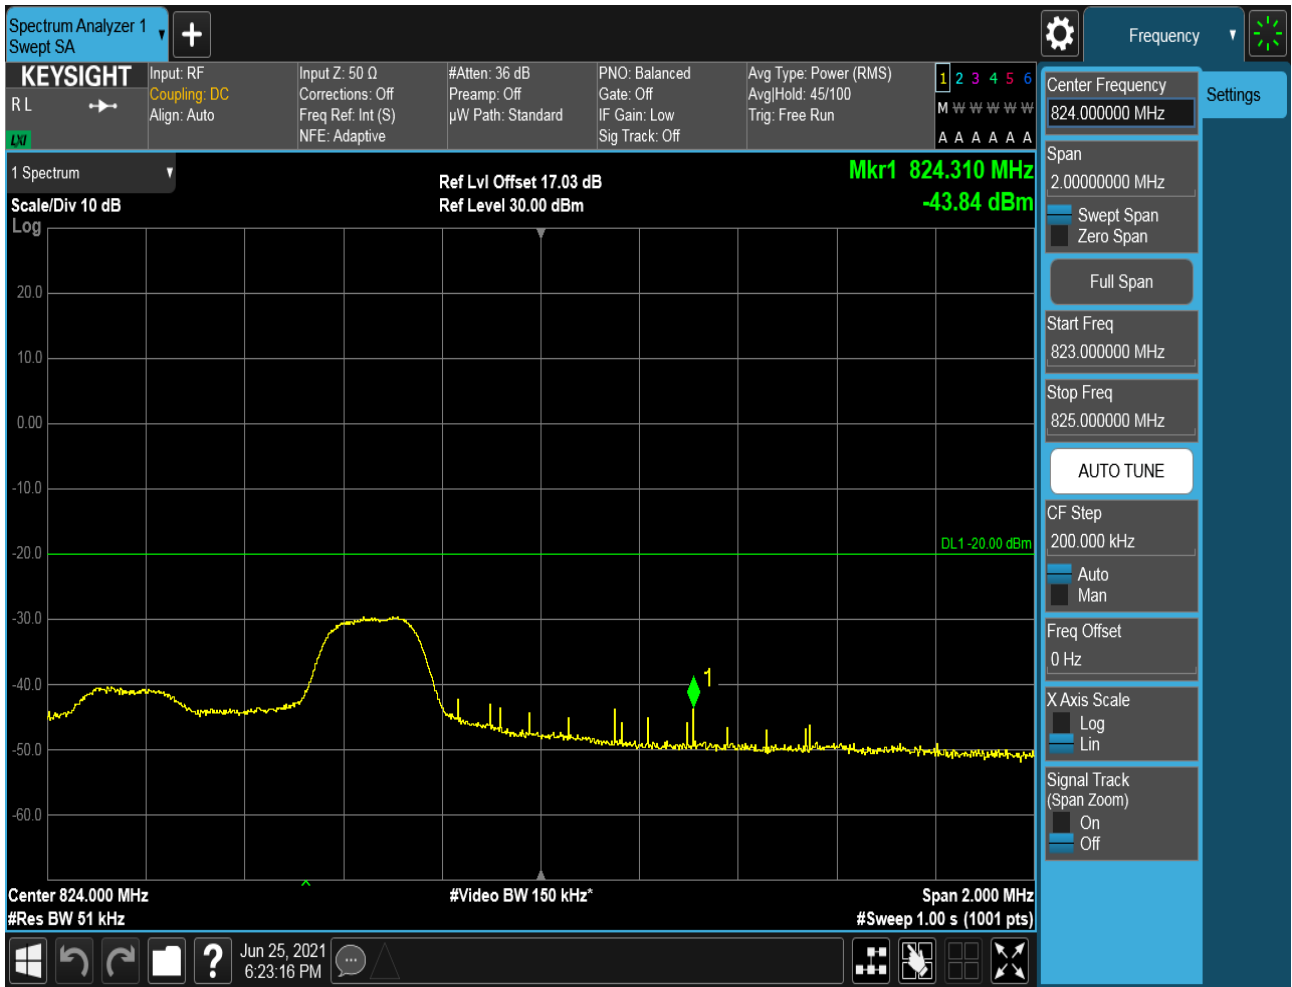 Spectrum Analyzer 1
Swept SA
Frequency
KEYSIGHT
R L
LXI
Input: RF
Coupling: DC
Align: Auto
Input Z: 50 Ω
Corrections: Off
Freq Ref: Int (S)
NFE: Adaptive
#Atten: 36 dB
Preamp: Off
µW Path: Standard
PNO: Balanced
Gate: Off
IF Gain: Low
Sig Track: Off
Avg Type: Power (RMS)
Avg|Hold: 45/100
Trig: Free Run
1 2 3 4 5 6
M W W W W W
A A A A A A
1 Spectrum
Scale/Div 10 dB
Log
Ref Lvl Offset 17.03 dB
Ref Level 30.00 dBm
Mkr1 824.310 MHz
-43.84 dBm
20.0
10.0
0.00
-10.0
-20.0
-30.0
-40.0
-50.0
-60.0
DL1 -20.00 dBm
1
Center 824.000 MHz
#Res BW 51 kHz
#Video BW 150 kHz*
Span 2.000 MHz
#Sweep 1.00 s (1001 pts)
Center Frequency
824.000000 MHz
Span
2.00000000 MHz
Swept Span
Zero Span
Full Span
Start Freq
823.000000 MHz
Stop Freq
825.000000 MHz
AUTO TUNE
CF Step
200.000 kHz
Auto
Man
Freq Offset
0 Hz
X Axis Scale
Log
Lin
Signal Track
(Span Zoom)
On
Off
Settings
?
Jun 25, 2021
6:23:16 PM